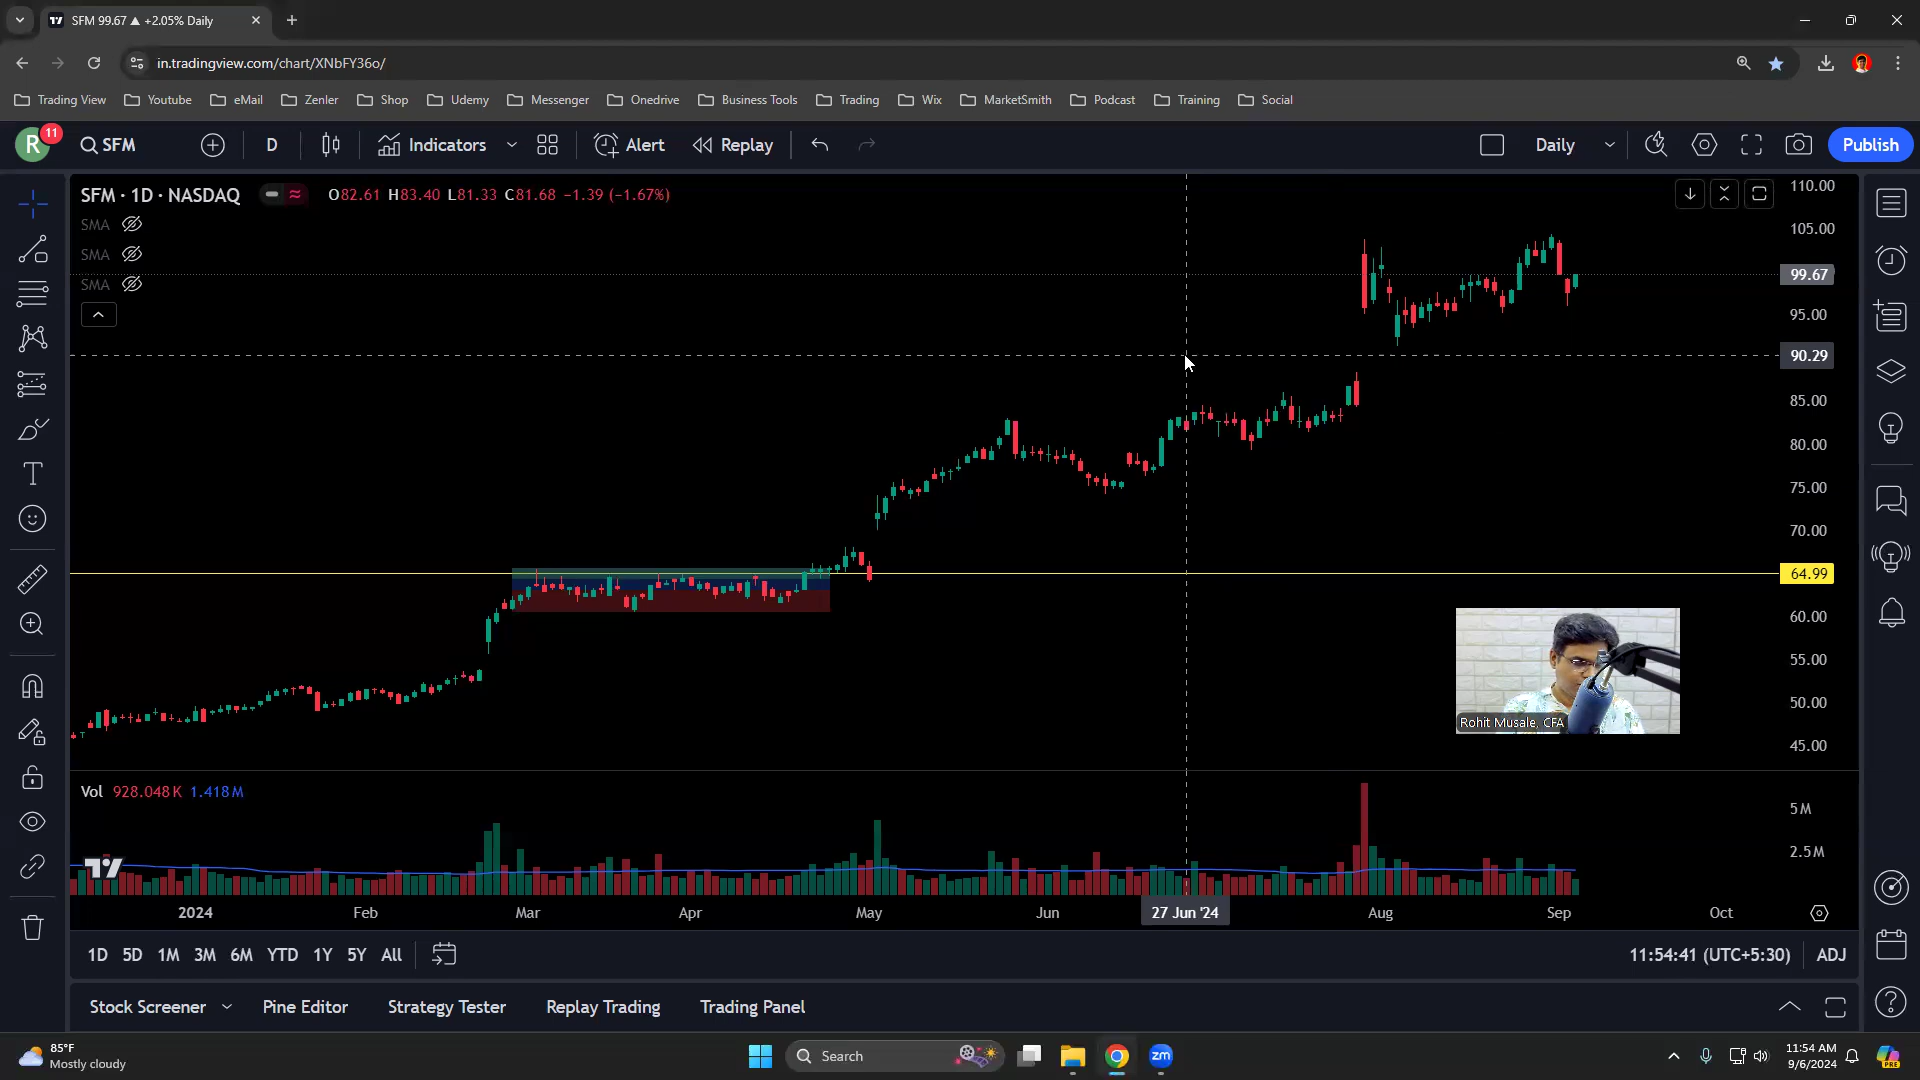 SFM 99.67 ▲ +2.05% Daily
in.tradingview.com/chart/XNbFY36o/
Trading View Youtube eMail Zenler Shop Udemy Messenger Onedrive Business Tools Trading Wix MarketSmith Podcast Training Social
R 11 SFM D Indicators Alert Replay Daily Publish
SFM · 1D · NASDAQ O82.61 H83.40 L81.33 C81.68 −1.39 (−1.67%)
SMA
SMA
SMA
110.00
105.00
99.67
95.00
90.29
85.00
80.00
75.00
70.00
64.99
60.00
55.00
50.00
45.00
Rohit Musale, CFA
Vol 928.048K 1.418M
5M
2.5M
2024 Feb Mar Apr May Jun 27 Jun '24 Aug Sep Oct
1D 5D 1M 3M 6M YTD 1Y 5Y All 11:54:41 (UTC+5:30) ADJ
Stock Screener Pine Editor Strategy Tester Replay Trading Trading Panel
85°F
Mostly cloudy
Search
zm
11:54 AM
9/6/2024
PRE